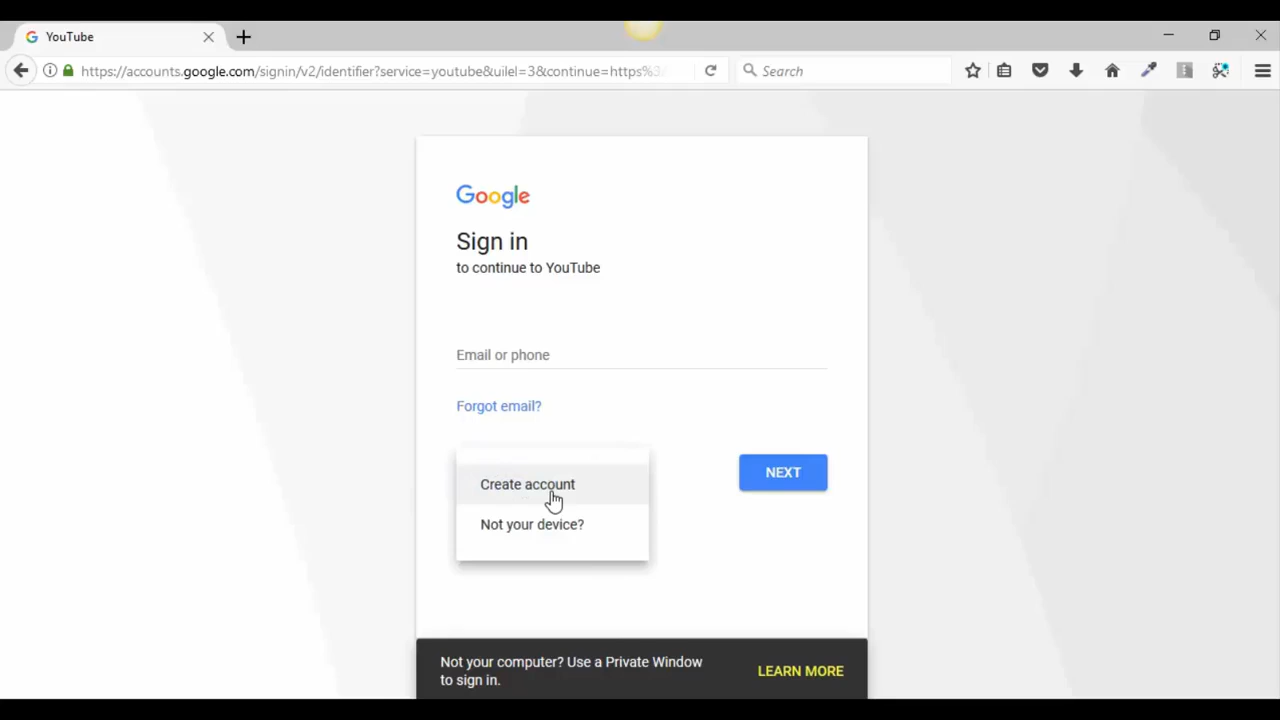 YouTube
https://accounts.google.com/signin/v2/identifier?service=youtube&uilel=3&continue=https%3
Search
Google
Sign in
to continue to YouTube
Email or phone
Forgot email?
Create account
NEXT
Not your device?
Not your computer? Use a Private Window
to sign in.
LEARN MORE